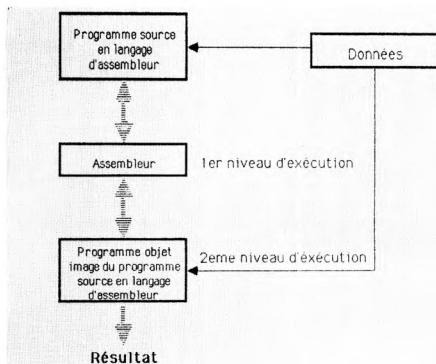 Programme source
en langage
d'assembleur
Données
Assembleur
1er niveau d'exécution
Programme objet
image du programme
source en langage
d'assembleur
2eme niveau d'éxécution
Résultat